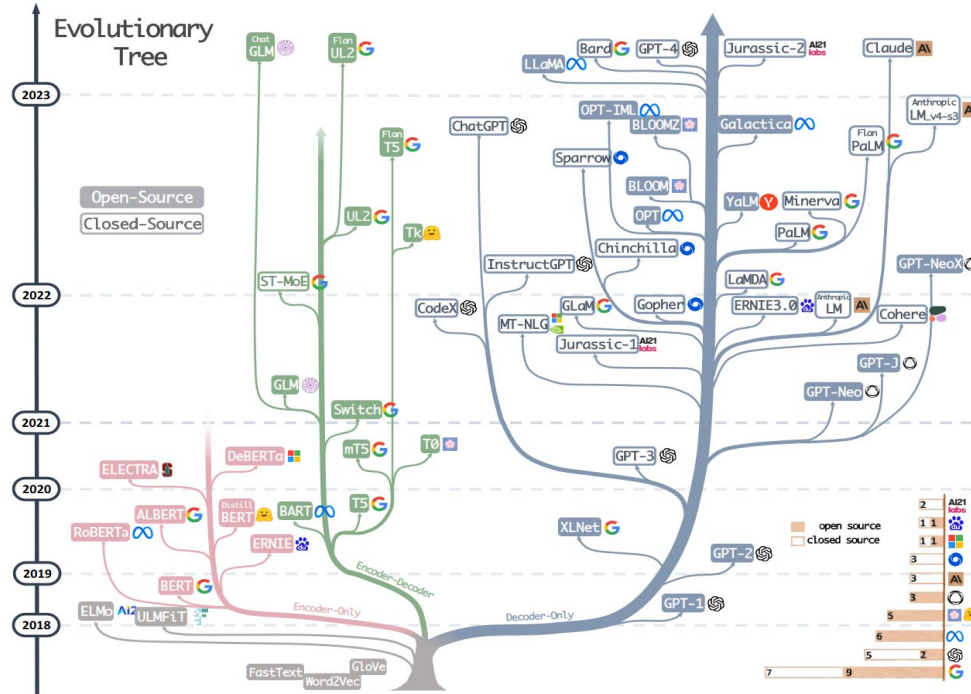 Evolutionary
Tree
2023
2022
2021
2020
2019
2018
Open-Source
Closed-Source
Chat
GLM
Flan
UL2
Flan
T5
UL2
Tk
ST-MoE
GLM
Switch
mT5
T0
T5
BART
Encoder-Decoder
DeBERTa
ELECTRA
ALBERT
Distill
BERT
RoBERTa
ERNIE
BERT
Encoder-Only
ELMo
AI2
ULMFiT
FastText
GloVe
Word2Vec
Bard
GPT-4
Jurassic-2
AI21
labs
Claude
A\
LLaMA
OPT-IML
BLOOMZ
Galactica
Anthropic
LM_v4-s3
ChatGPT
Flan
PaLM
Sparrow
BLOOM
YaLM
Y
Minerva
OPT
PaLM
Chinchilla
InstructGPT
LaMDA
GPT-NeoX
CodeX
GLaM
Gopher
ERNIE3.0
du
Anthropic
LM
A\
Cohere
MT-NLG
Jurassic-1
AI21
labs
GPT-J
GPT-Neo
GPT-3
XLNet
GPT-2
GPT-1
Decoder-Only
open source
closed source
2
AI21
labs
1 1
du
1 1
3
3
A\
3
5
6
5 2
7 9